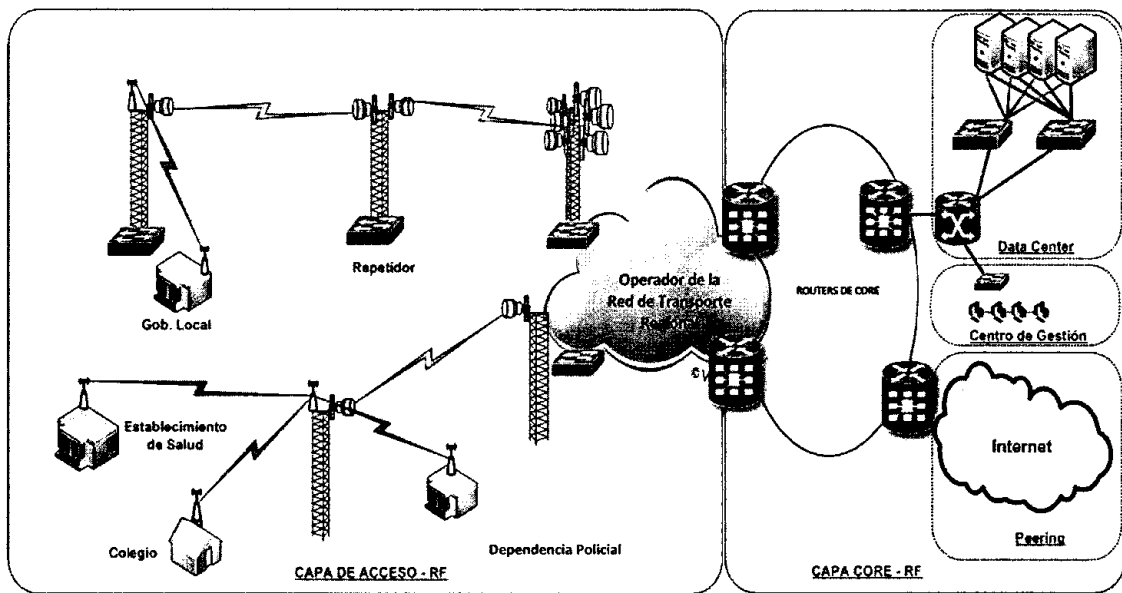 Repetidor
Gob. Local
Establecimiento
de Salud
Colegio
Dependencia Policial
CAPA DE ACCESO - RF
Operador de la
Red de Transpoorte
ROUTERS DE CORE
Data Center
Centro de Gestión
Internet
Peering
CAPA CORE - RF